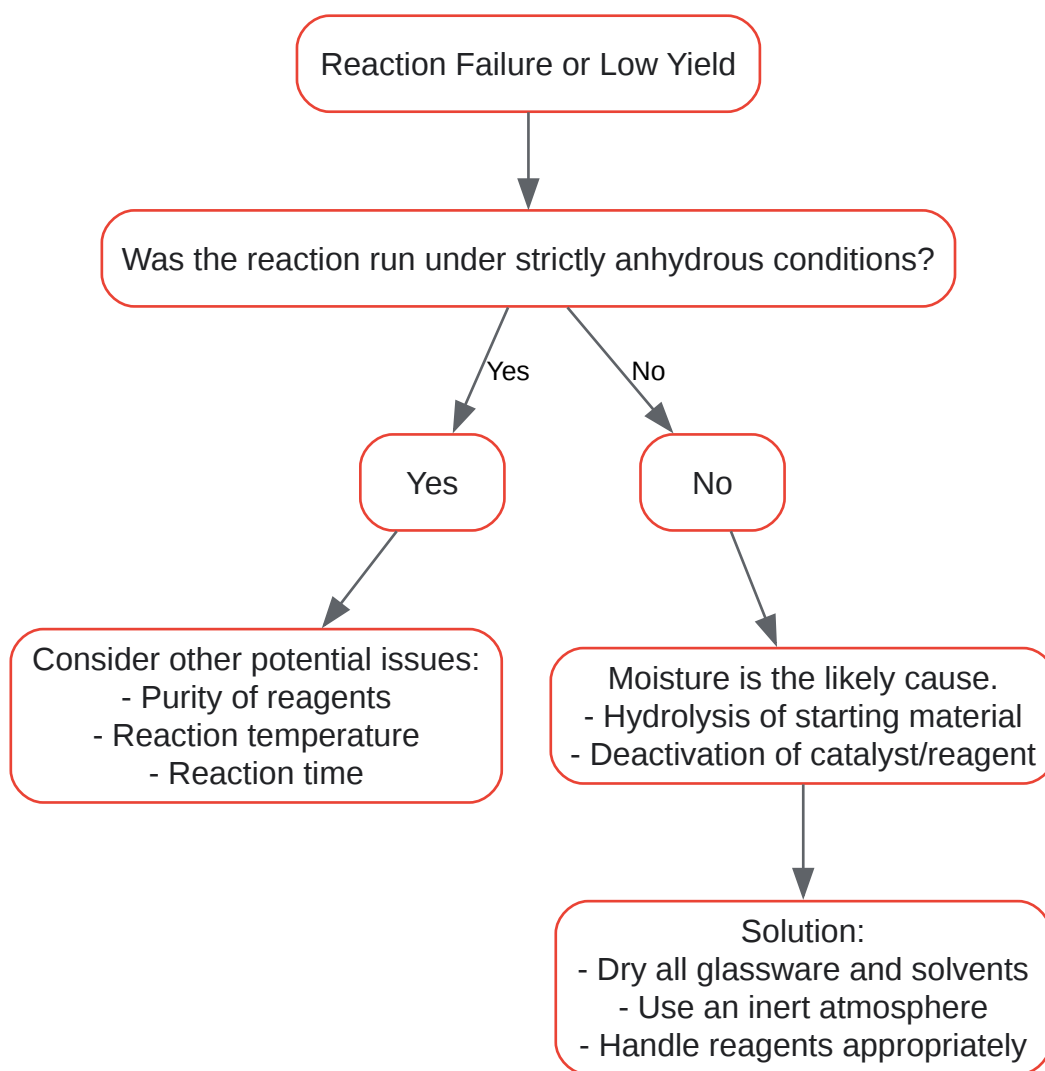 Reaction Failure or Low Yield
Was the reaction run under strictly anhydrous conditions?
Yes
No
Yes
No
Consider other potential issues:
- Purity of reagents
- Reaction temperature
- Reaction time
Moisture is the likely cause.
- Hydrolysis of starting material
- Deactivation of catalyst/reagent
Solution:
- Dry all glassware and solvents
- Use an inert atmosphere
- Handle reagents appropriately